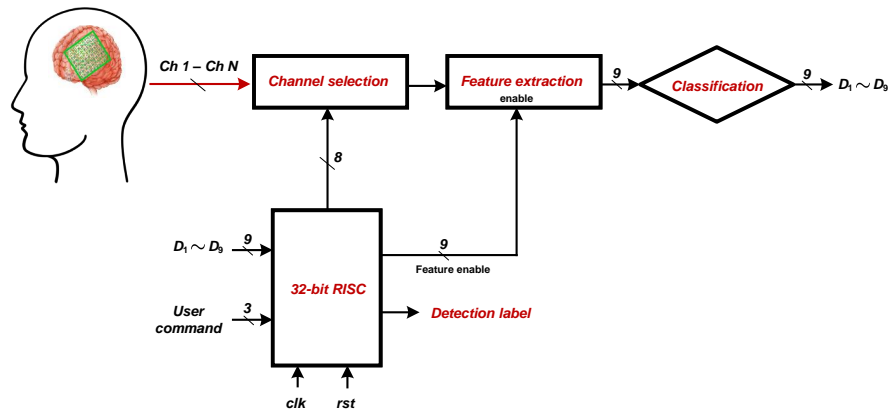 Ch 1 – Ch N
Channel selection
Feature extraction
enable
9
Classification
9
D₁ ∼ D₉
8
D₁ ∼ D₉
9
32-bit RISC
9
Feature enable
User
command
3
Detection label
clk
rst